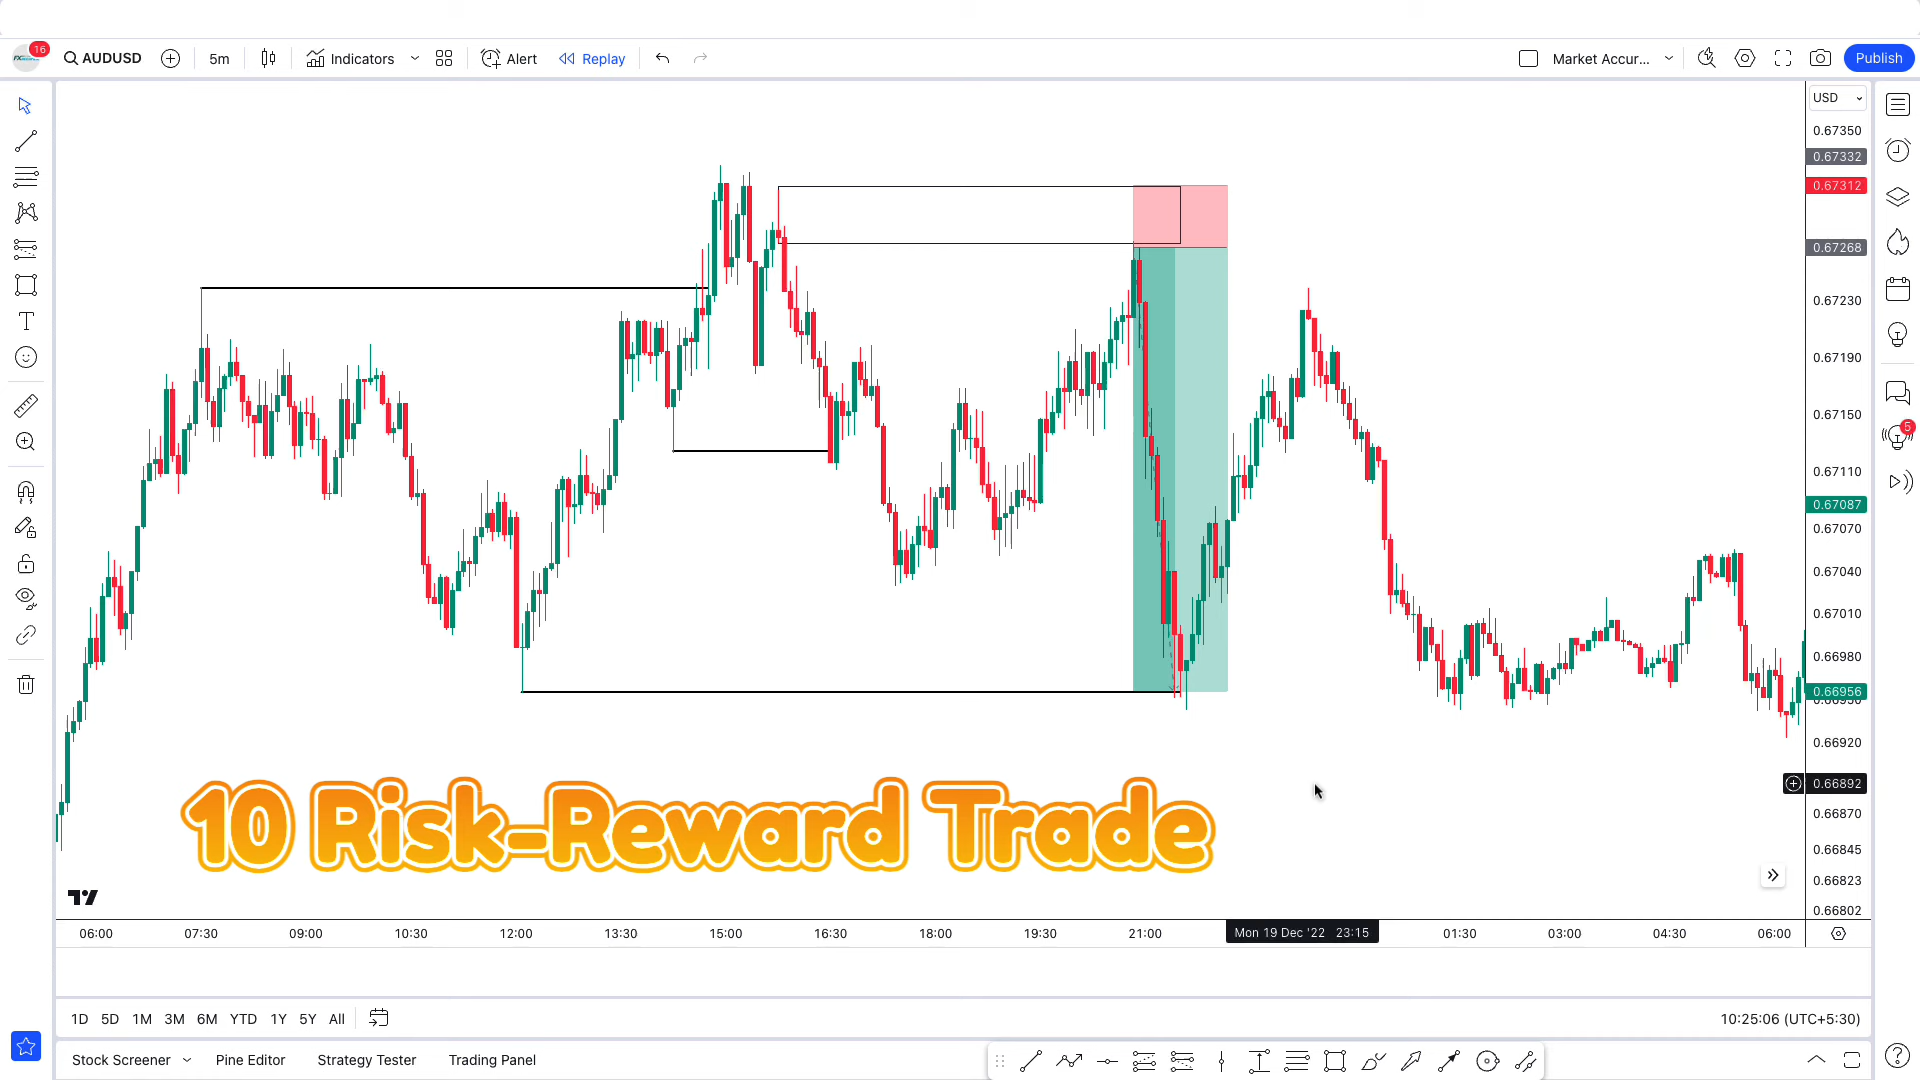 16
AUDUSD
5m
Indicators
Alert
Replay
Market Accur...
Publish
USD
0.67350
0.67332
0.67312
0.67268
0.67230
0.67190
0.67150
0.67110
0.67087
0.67070
0.67040
0.67010
0.66980
0.66956
0.66950
0.66920
0.66892
0.66870
0.66845
0.66823
0.66802
5
10 Risk-Reward Trade
06:00 07:30 09:00 10:30 12:00 13:30 15:00 16:30 18:00 19:30 21:00 Mon 19 Dec '22 23:15 01:30 03:00 04:30 06:00
1D 5D 1M 3M 6M YTD 1Y 5Y All
10:25:06 (UTC+5:30)
Stock Screener Pine Editor Strategy Tester Trading Panel